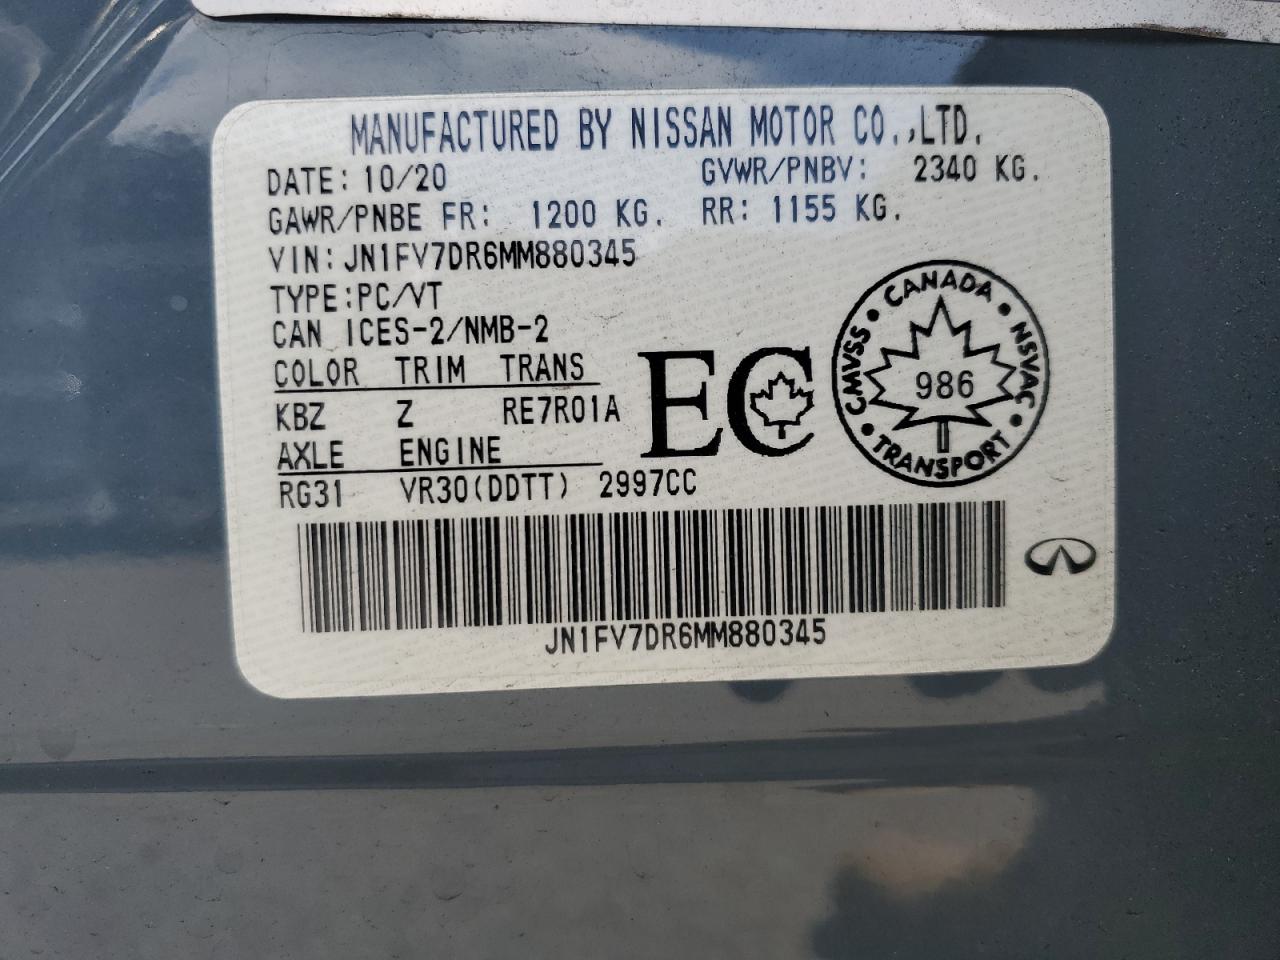 MANUFACTURED BY NISSAN MOTOR CO.,LTD.
DATE: 10/20 GVWR/PNBV: 2340 KG.
GAWR/PNBE FR: 1200 KG. RR: 1155 KG.
VIN: JN1FV7DR6MM880345
TYPE:PC/VT
CAN ICES-2/NMB-2
COLOR TRIM TRANS
KBZ Z RE7R01A
AXLE ENGINE
RG31 VR30(DDTT) 2997CC
EC
CANADA • NSVAC • TRANSPORT • CMVSS •
986
JN1FV7DR6MM880345